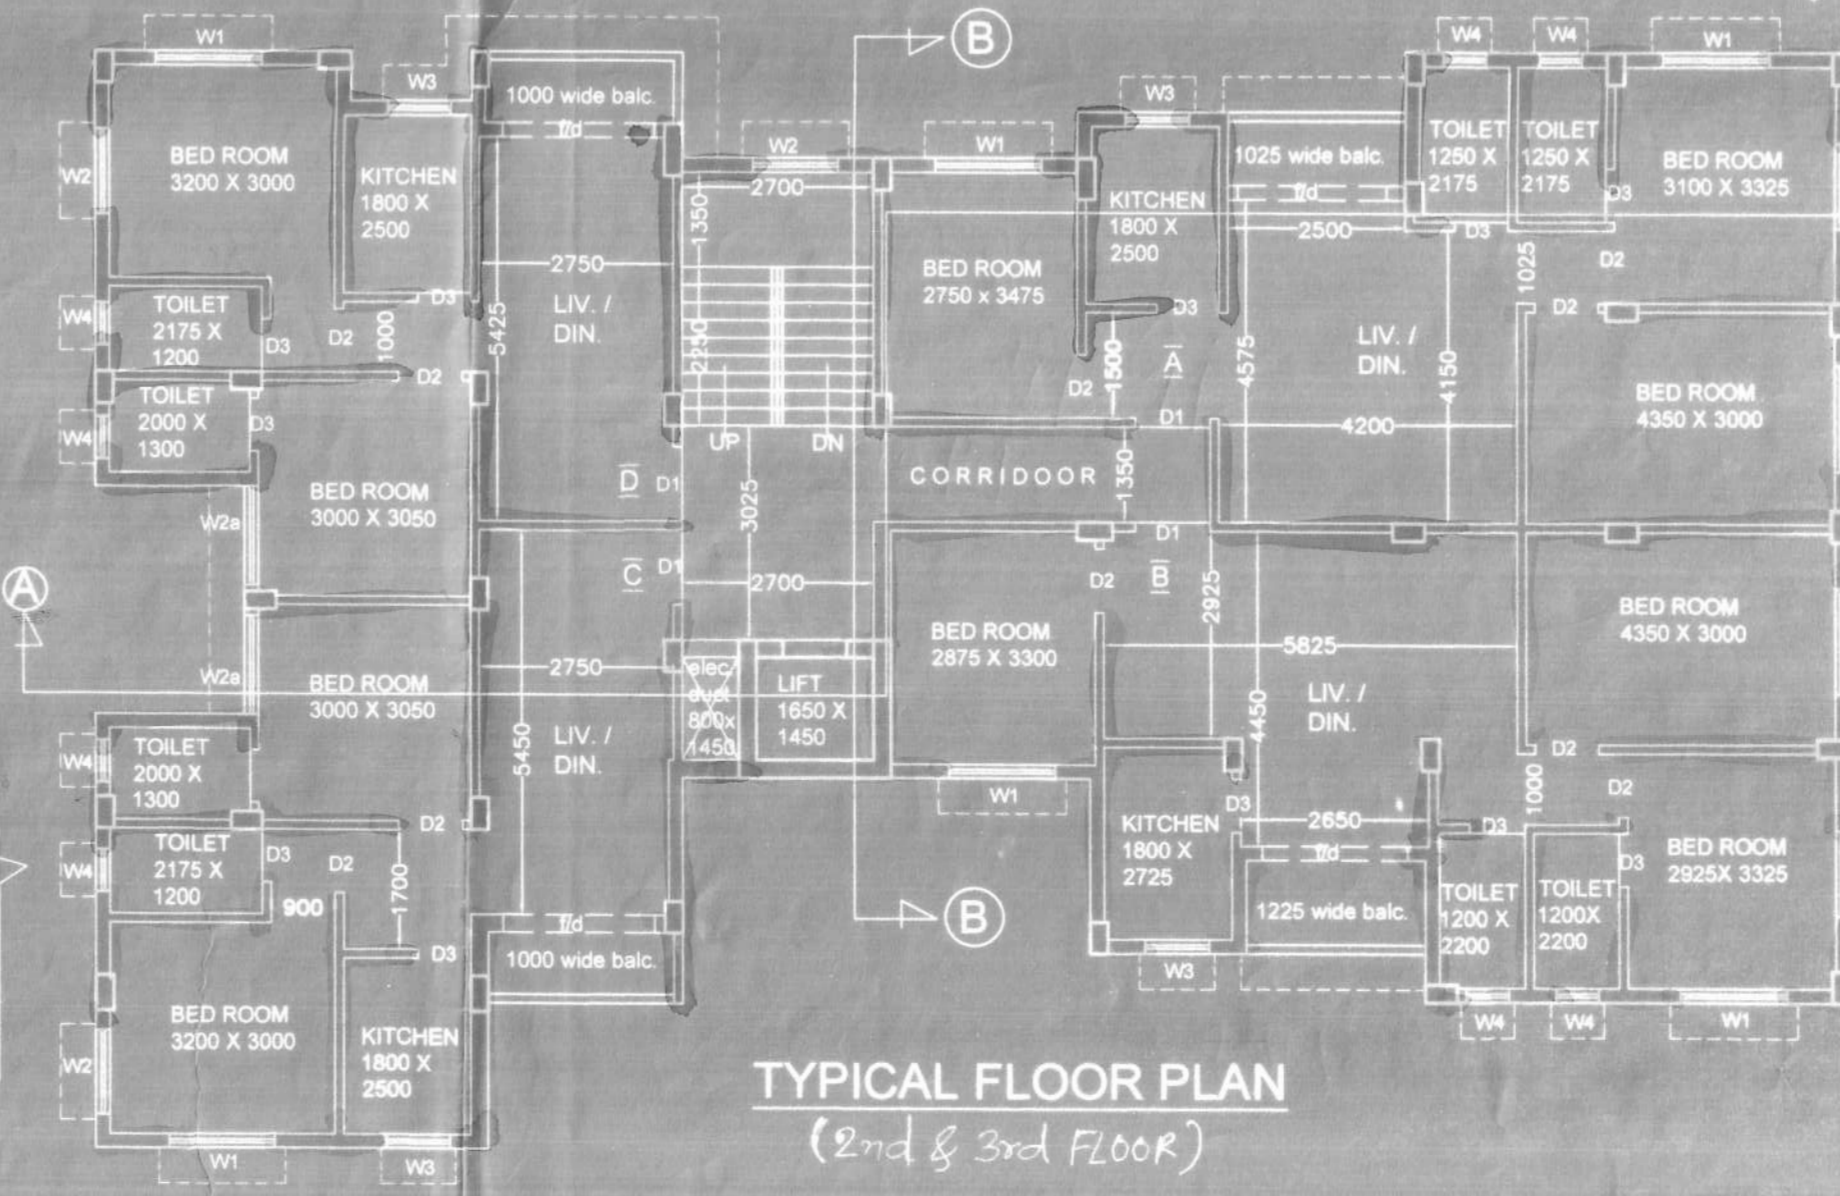 W1
W3
1000 wide balc.
f/d
W2
BED ROOM
3200 X 3000
KITCHEN
1800 X
2500
2750
5425
LIV. /
DIN.
W4
TOILET
2175 X
1200
D3
D2
1000
D3
D2
W4
TOILET
2000 X
1300
D3
BED ROOM
3000 X 3050
W2a
D
D1
A
W2a
BED ROOM
3000 X 3050
C
D1
2750
5450
LIV. /
DIN.
W4
TOILET
2000 X
1300
D2
W4
TOILET
2175 X
1200
D3
D2
900
1700
D3
f/d
1000 wide balc.
W2
BED ROOM
3200 X 3000
KITCHEN
1800 X
2500
W1
W3
B
W2
2700
1350
2250
UP
DN
3025
2700
elec
duct
800x
1450
LIFT
1650 X
1450
B
W1
BED ROOM
2750 x 3475
D2
1500
W3
KITCHEN
1800 X
2500
D3
A
D1
CORRIDOOR
1350
1025 wide balc.
f/d
2500
4575
LIV. /
DIN.
4150
4200
W4
W4
W1
TOILET
1250 X
2175
TOILET
1250 X
2175
D3
D3
BED ROOM
3100 X 3325
1025
D2
D2
BED ROOM
4350 X 3000
D1
B
D2
BED ROOM
2875 X 3300
W1
2925
5825
4450
LIV. /
DIN.
BED ROOM
4350 X 3000
D2
1000
D2
KITCHEN
1800 X
2725
D3
2650
f/d
1225 wide balc.
W3
D3
D3
TOILET
1200 X
2200
TOILET
1200X
2200
BED ROOM
2925X 3325
W4
W4
W1
TYPICAL FLOOR PLAN
(2nd & 3rd FLOOR)